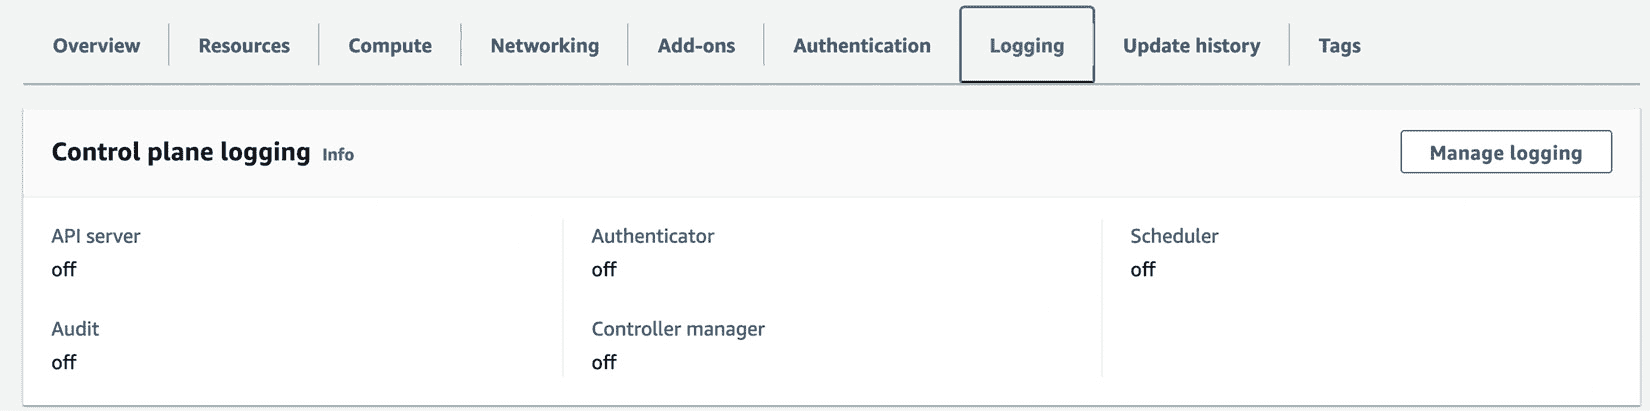 Overview Resources Compute Networking Add-ons Authentication Logging Update history Tags
Control plane logging Info Manage logging
API server Authenticator Scheduler
off off off
Audit Controller manager
off off